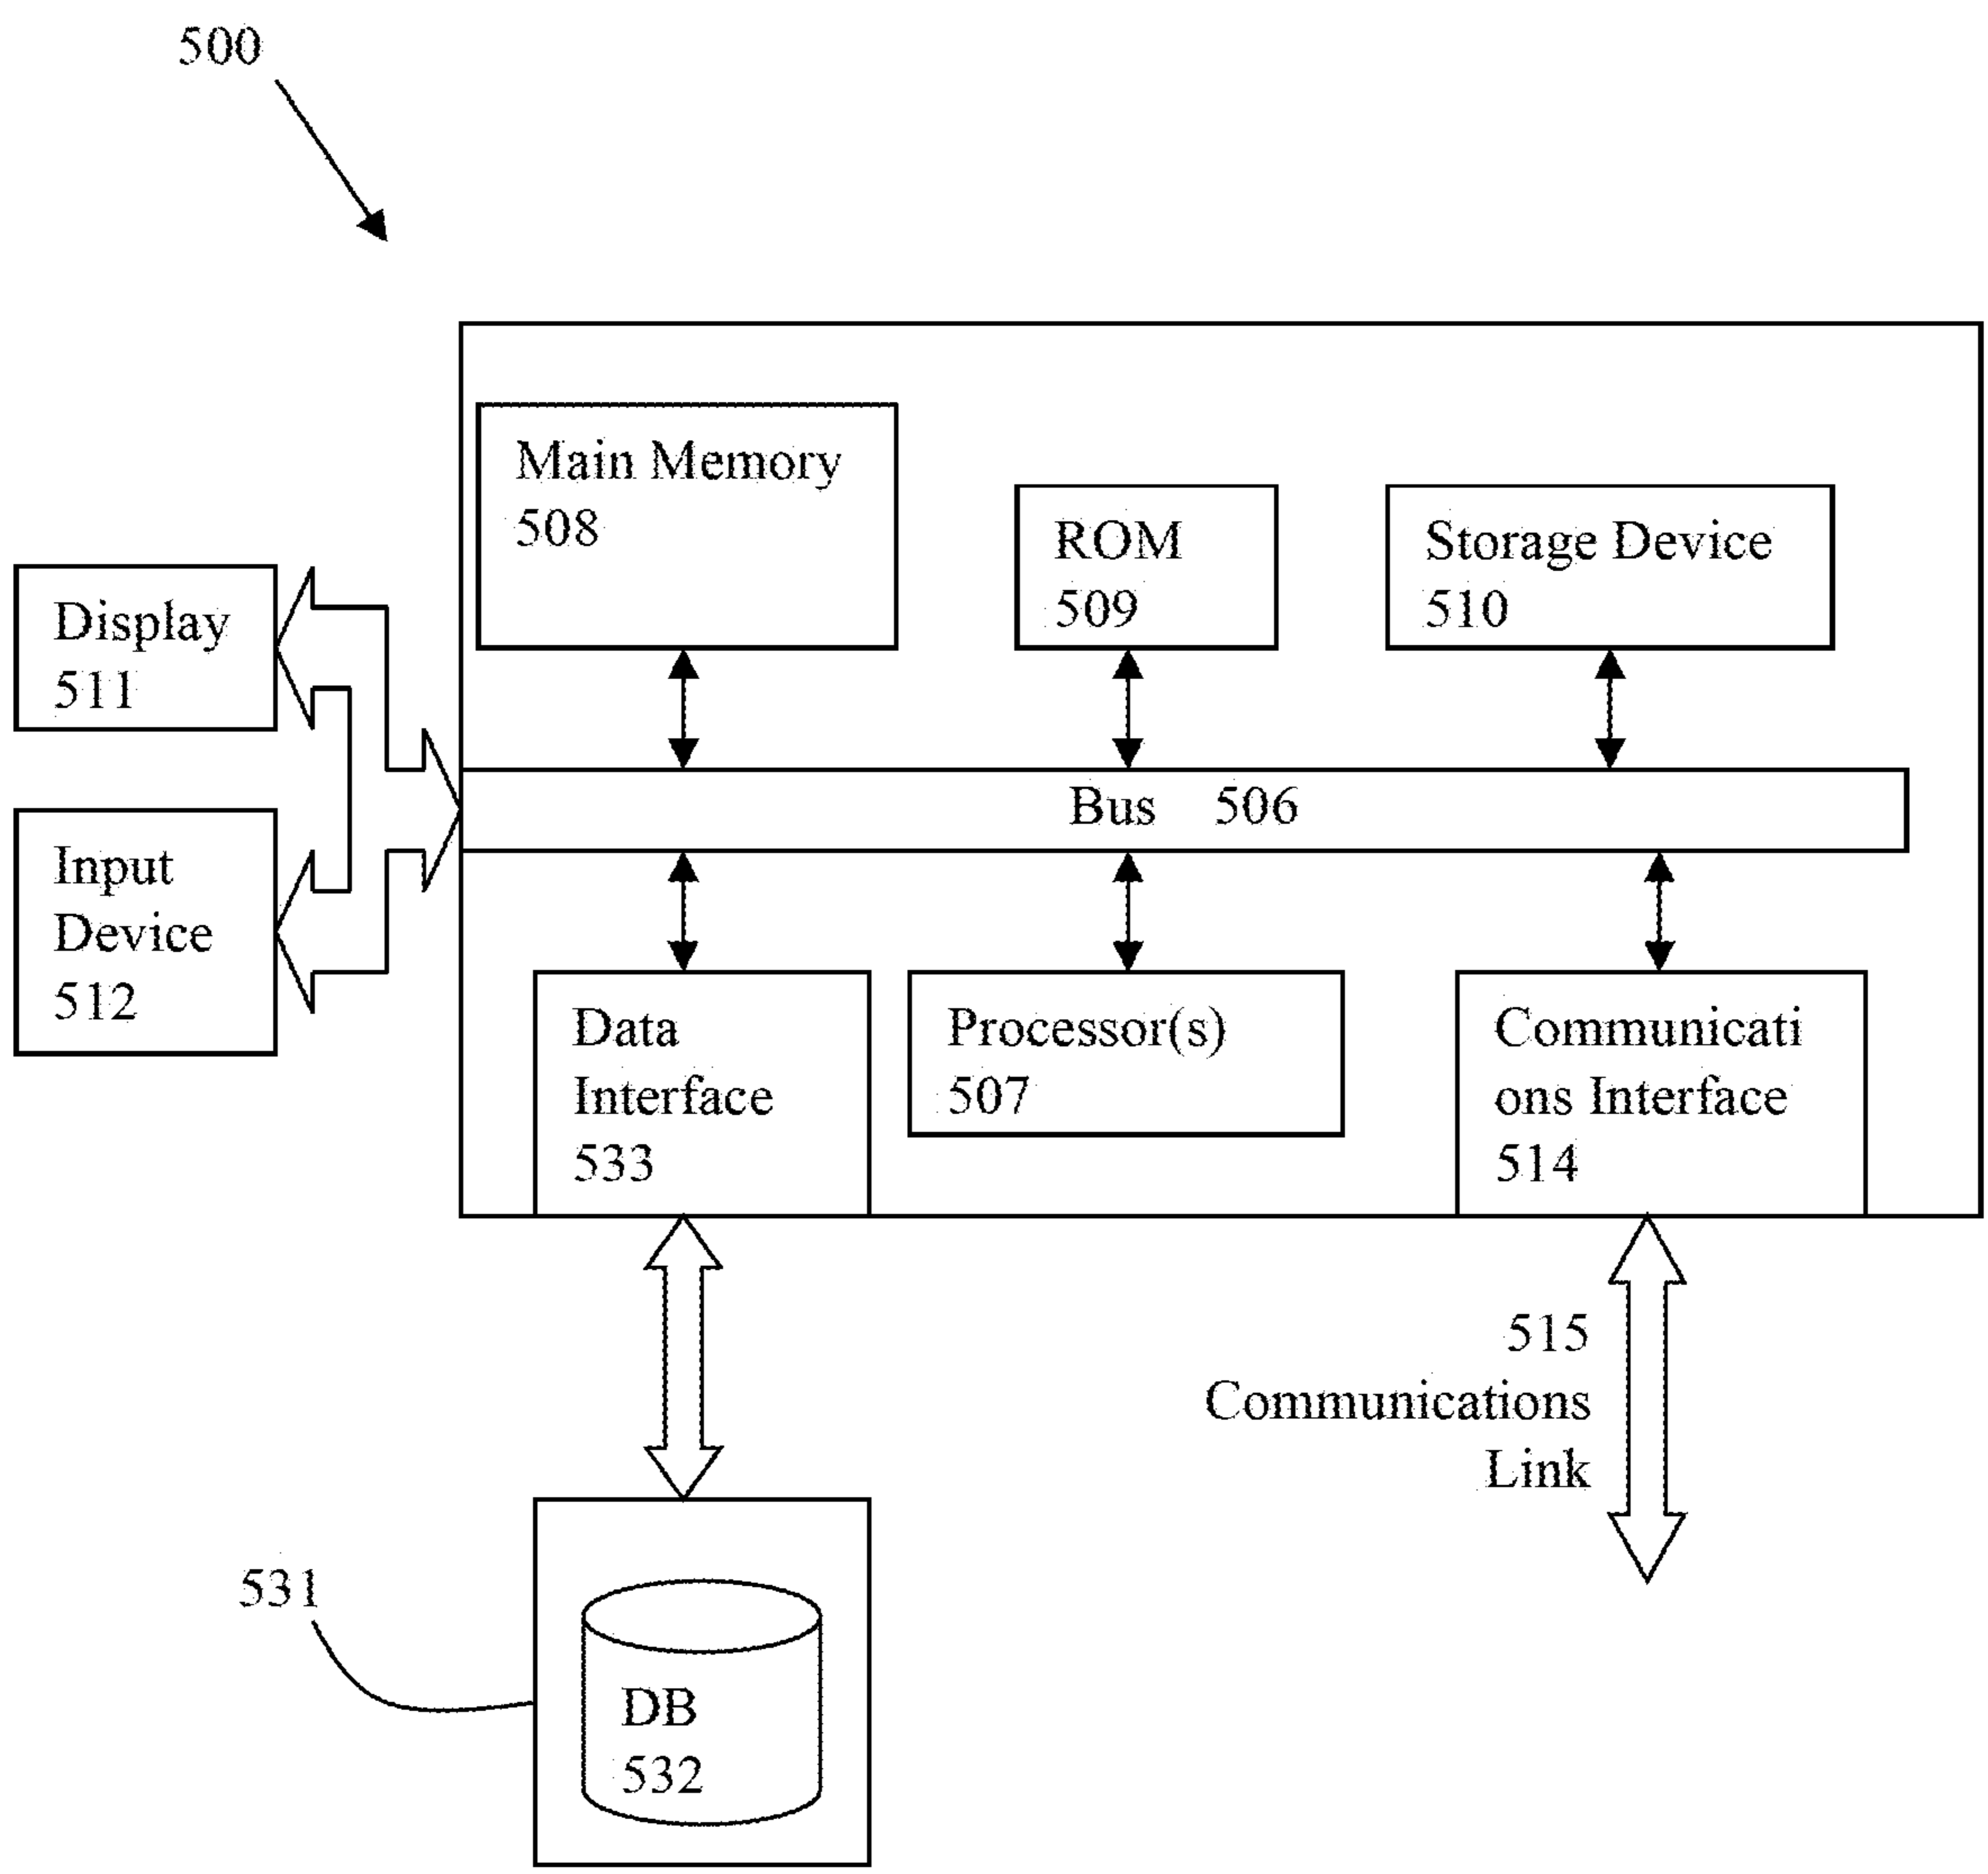 500
Main Memory
508
ROM
509
Storage Device
510
Display
511
Bus 506
Input
Device
512
Data
Interface
533
Processor(s)
507
Communicati
ons Interface
514
515
Communications
Link
531
DB
532